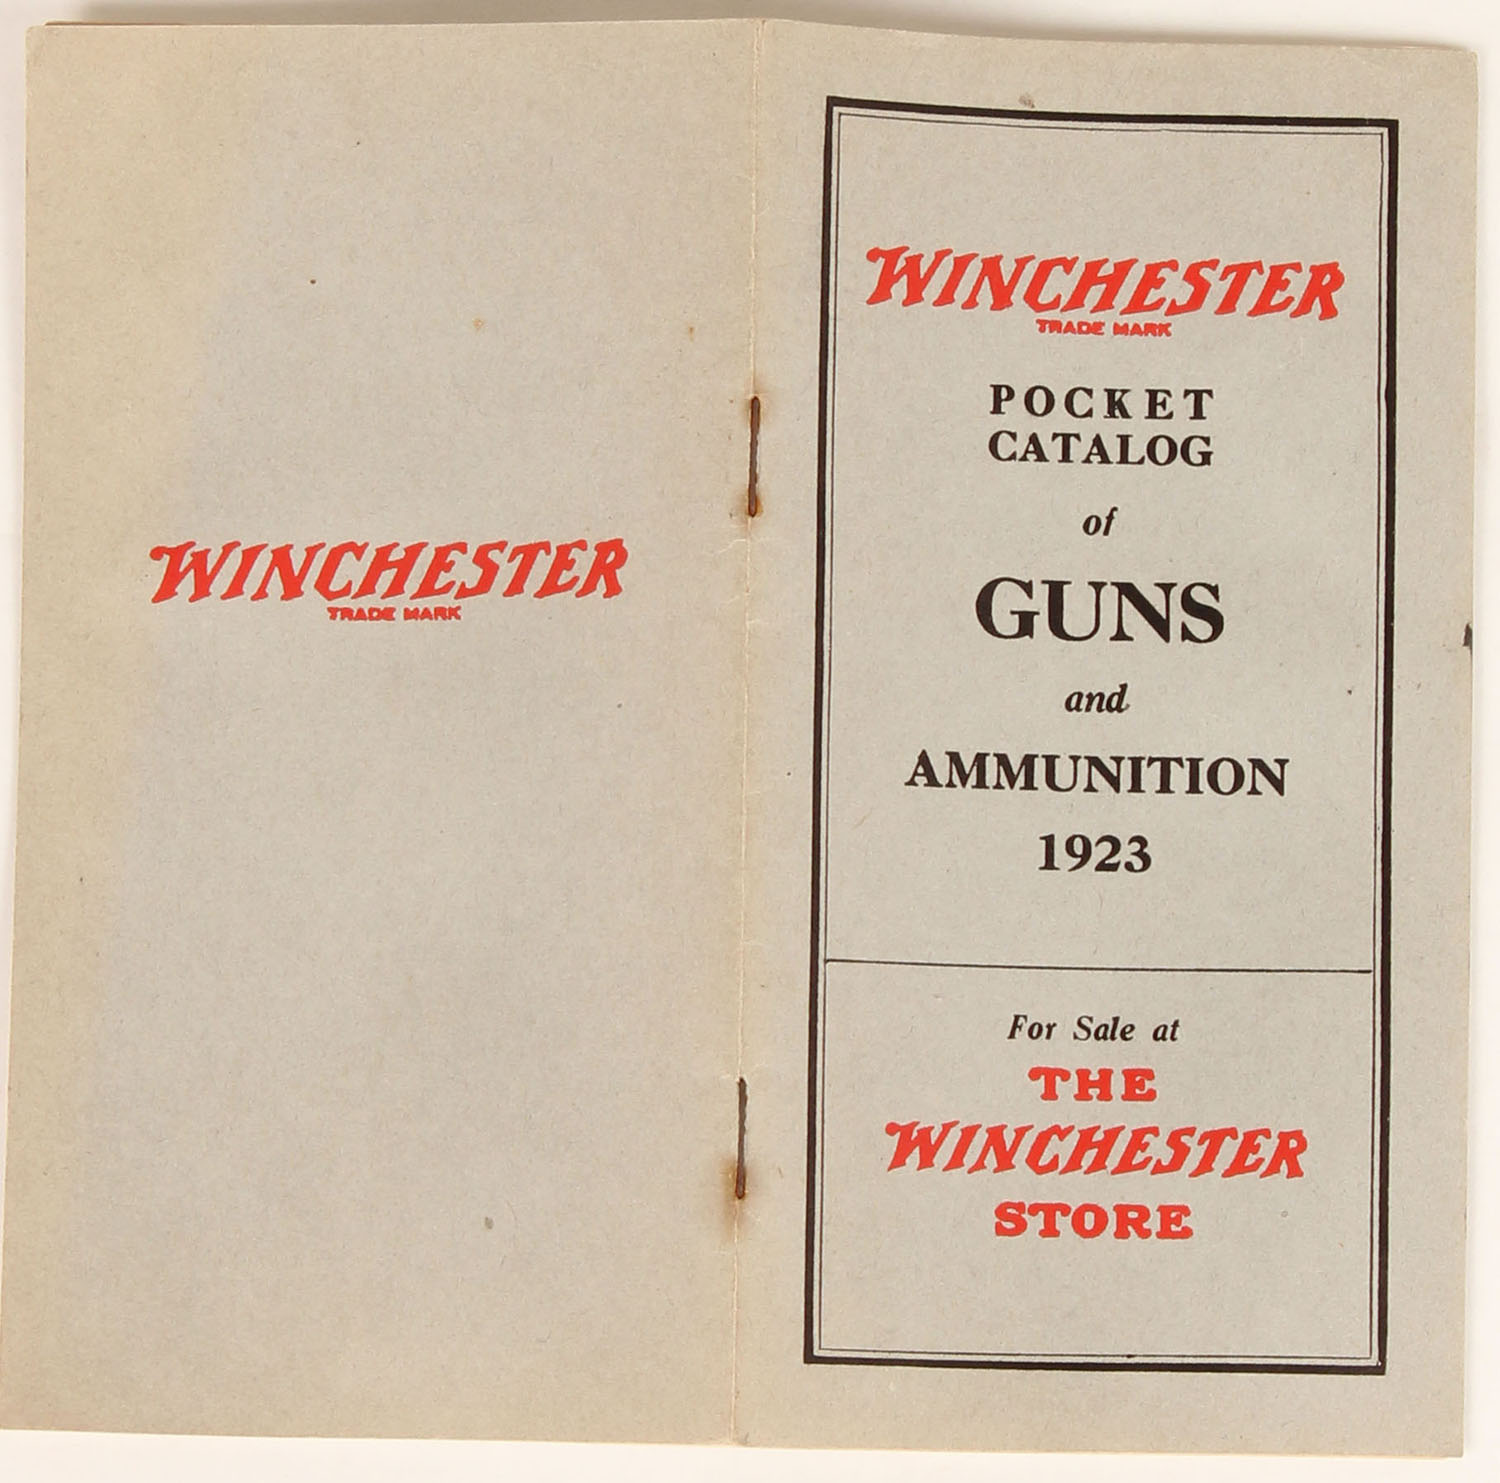 WINCHESTER
TRADE MARK
WINCHESTER
TRADE MARK
POCKET
CATALOG
of
GUNS
and
AMMUNITION
1923
For Sale at
THE
WINCHESTER
STORE